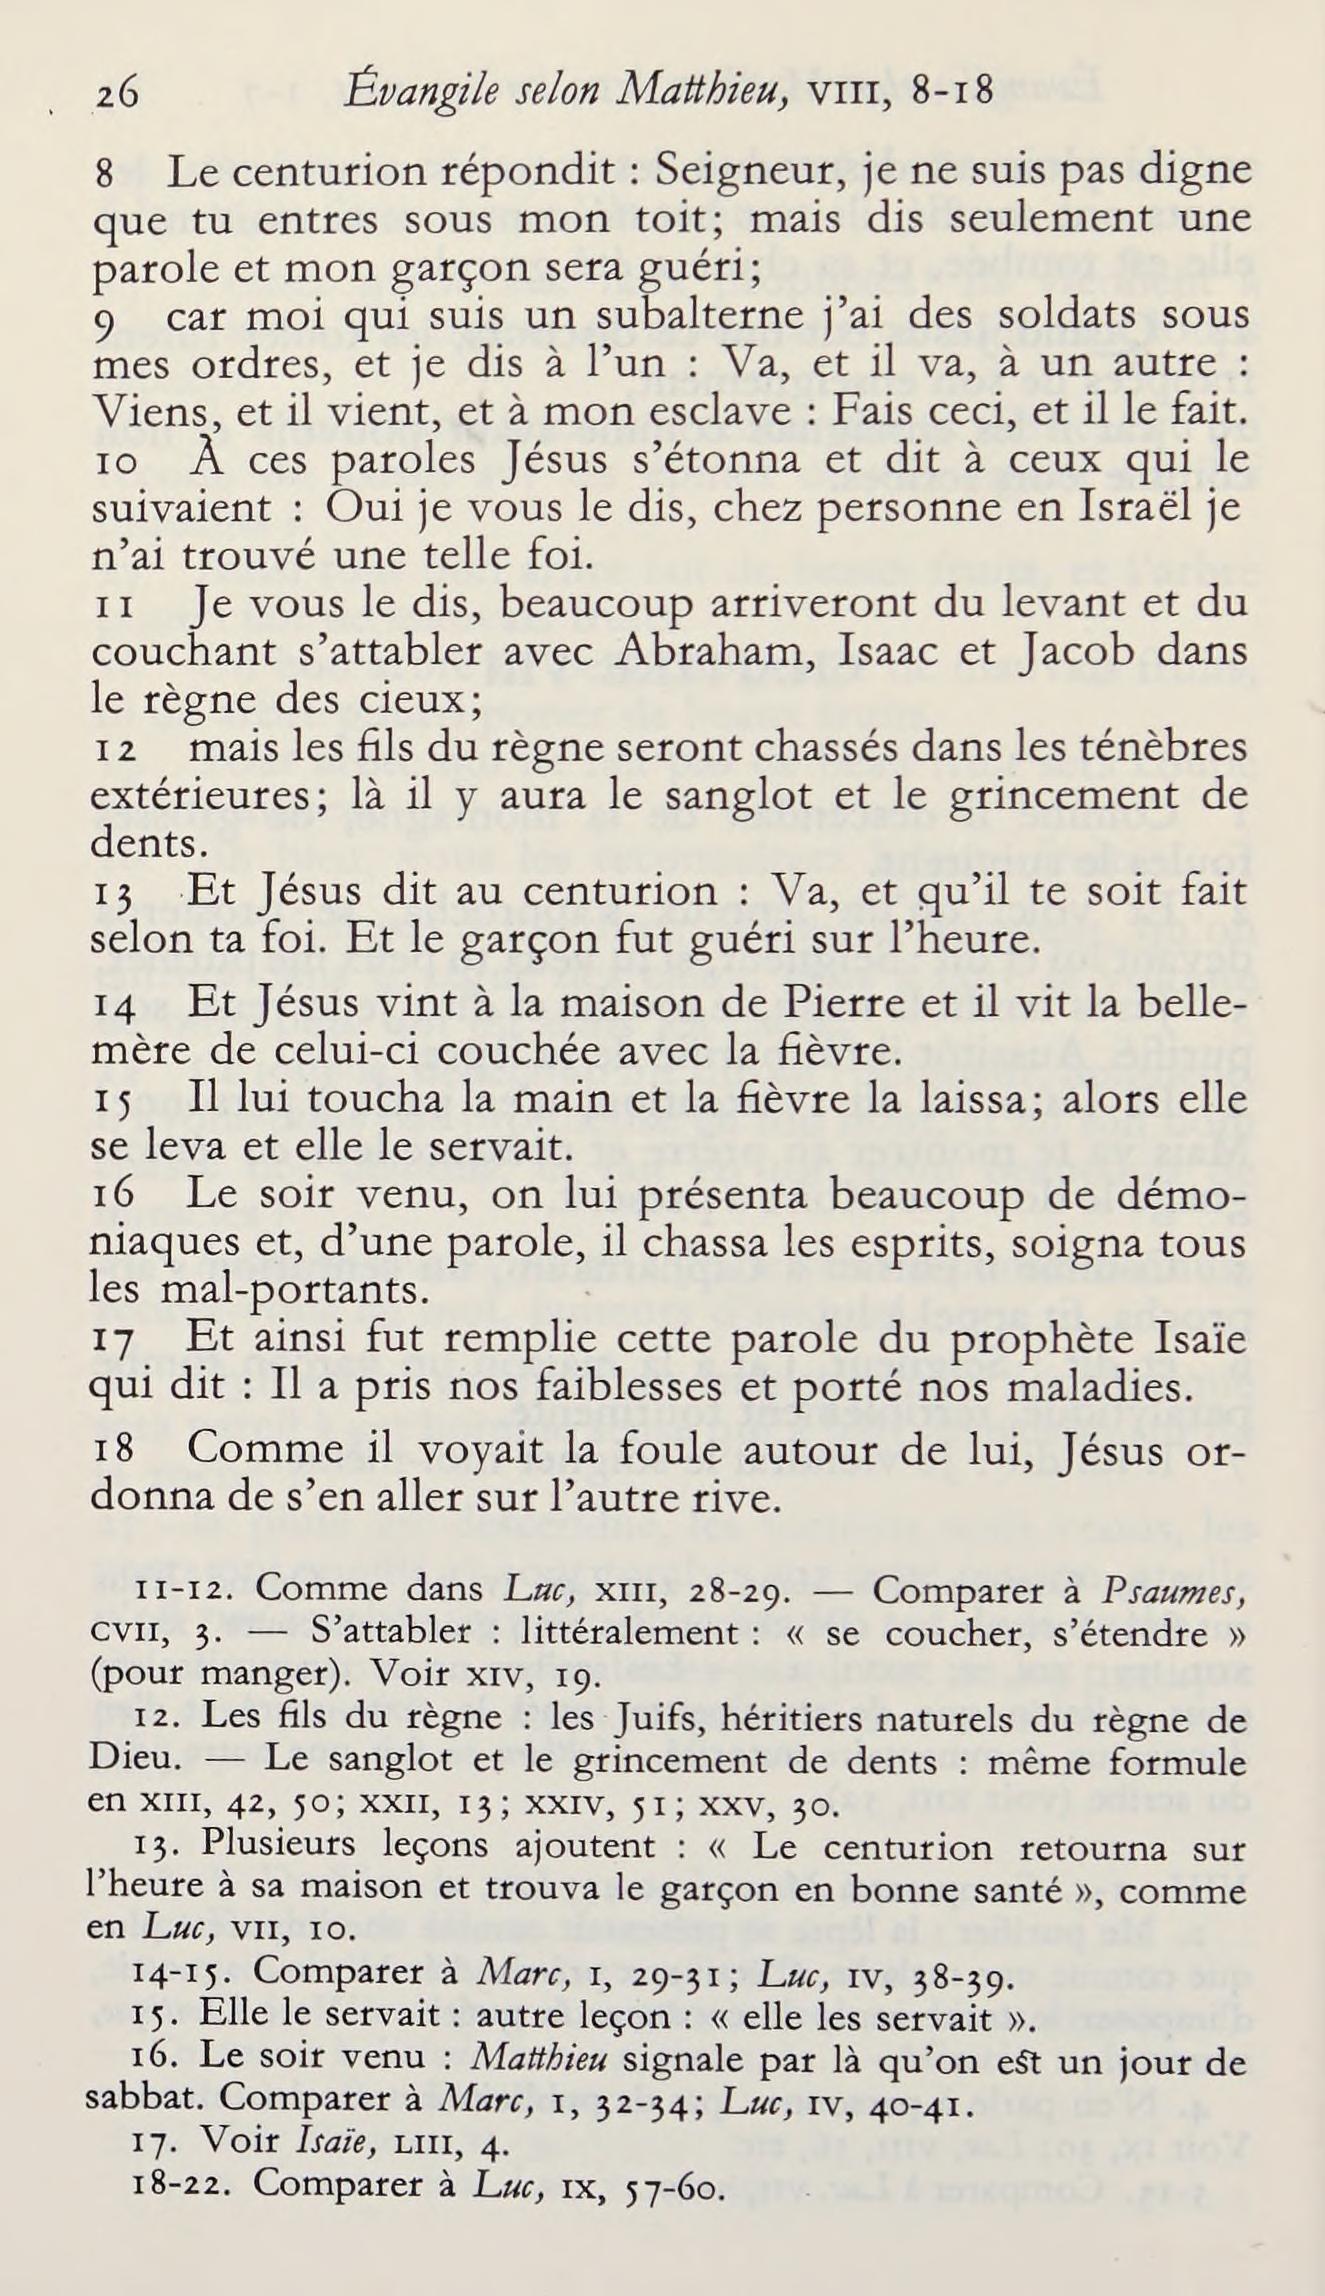 26 Évangile selon Matthieu, VIII, 8-18
8 Le centurion répondit : Seigneur, je ne suis pas digne
que tu entres sous mon toit; mais dis seulement une
parole et mon garçon sera guéri;
9 car moi qui suis un subalterne j’ai des soldats sous
mes ordres, et je dis à l’un : Va, et il va, à un autre :
Viens, et il vient, et à mon esclave : Fais ceci, et il le fait.
10 À ces paroles Jésus s’étonna et dit à ceux qui le
suivaient : Oui je vous le dis, chez personne en Israël je
n’ai trouvé une telle foi.
11 Je vous le dis, beaucoup arriveront du levant et du
couchant s’attabler avec Abraham, Isaac et Jacob dans
le règne des cieux;
12 mais les fils du règne seront chassés dans les ténèbres
extérieures; là il y aura le sanglot et le grincement de
dents.
13 Et Jésus dit au centurion : Va, et qu’il te soit fait
selon ta foi. Et le garçon fut guéri sur l’heure.
14 Et Jésus vint à la maison de Pierre et il vit la belle-
mère de celui-ci couchée avec la fièvre.
15 Il lui toucha la main et la fièvre la laissa; alors elle
se leva et elle le servait.
16 Le soir venu, on lui présenta beaucoup de démo-
niaques et, d’une parole, il chassa les esprits, soigna tous
les mal-portants.
17 Et ainsi fut remplie cette parole du prophète Isaïe
qui dit : Il a pris nos faiblesses et porté nos maladies.
18 Comme il voyait la foule autour de lui, Jésus or-
donna de s’en aller sur l’autre rive.
11-12. Comme dans Luc, XIII, 28-29. — Comparer à Psaumes,
CVII, 3. — S’attabler : littéralement : « se coucher, s’étendre »
(pour manger). Voir XIV, 19.
12. Les fils du règne : les Juifs, héritiers naturels du règne de
Dieu. — Le sanglot et le grincement de dents : même formule
en XIII, 42, 50; XXII, 13; XXIV, 51; XXV, 30.
13. Plusieurs leçons ajoutent : « Le centurion retourna sur
l’heure à sa maison et trouva le garçon en bonne santé », comme
en Luc, VII, 10.
14-15. Comparer à Marc, I, 29-31; Luc, IV, 38-39.
15. Elle le servait : autre leçon : « elle les servait ».
16. Le soir venu : Matthieu signale par là qu’on est un jour de
sabbat. Comparer à Marc, I, 32-34; Luc, IV, 40-41.
17. Voir Isaïe, LIII, 4.
18-22. Comparer à Luc, IX, 57-60.